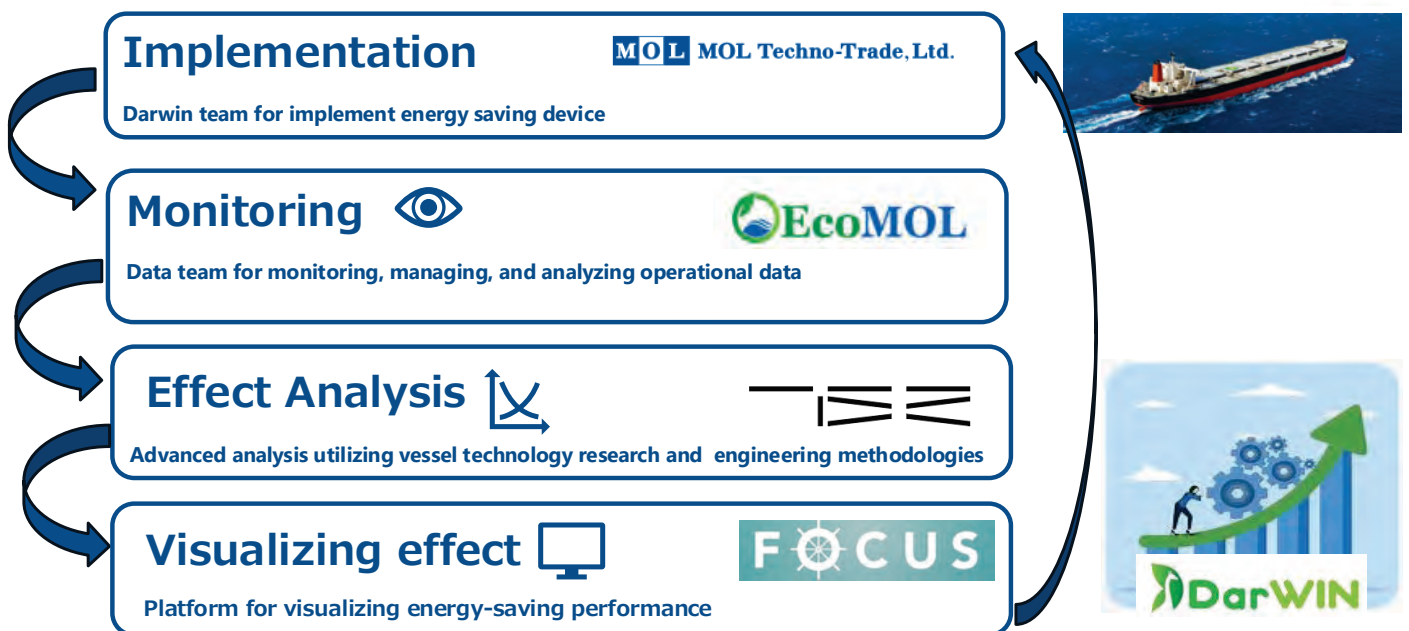 Implementation
MOL MOL Techno-Trade, Ltd.
Darwin team for implement energy saving device
Monitoring
EcoMOL
Data team for monitoring, managing, and analyzing operational data
Effect Analysis
Advanced analysis utilizing vessel technology research and engineering methodologies
Visualizing effect
FOCUS
Platform for visualizing energy-saving performance
DarWIN